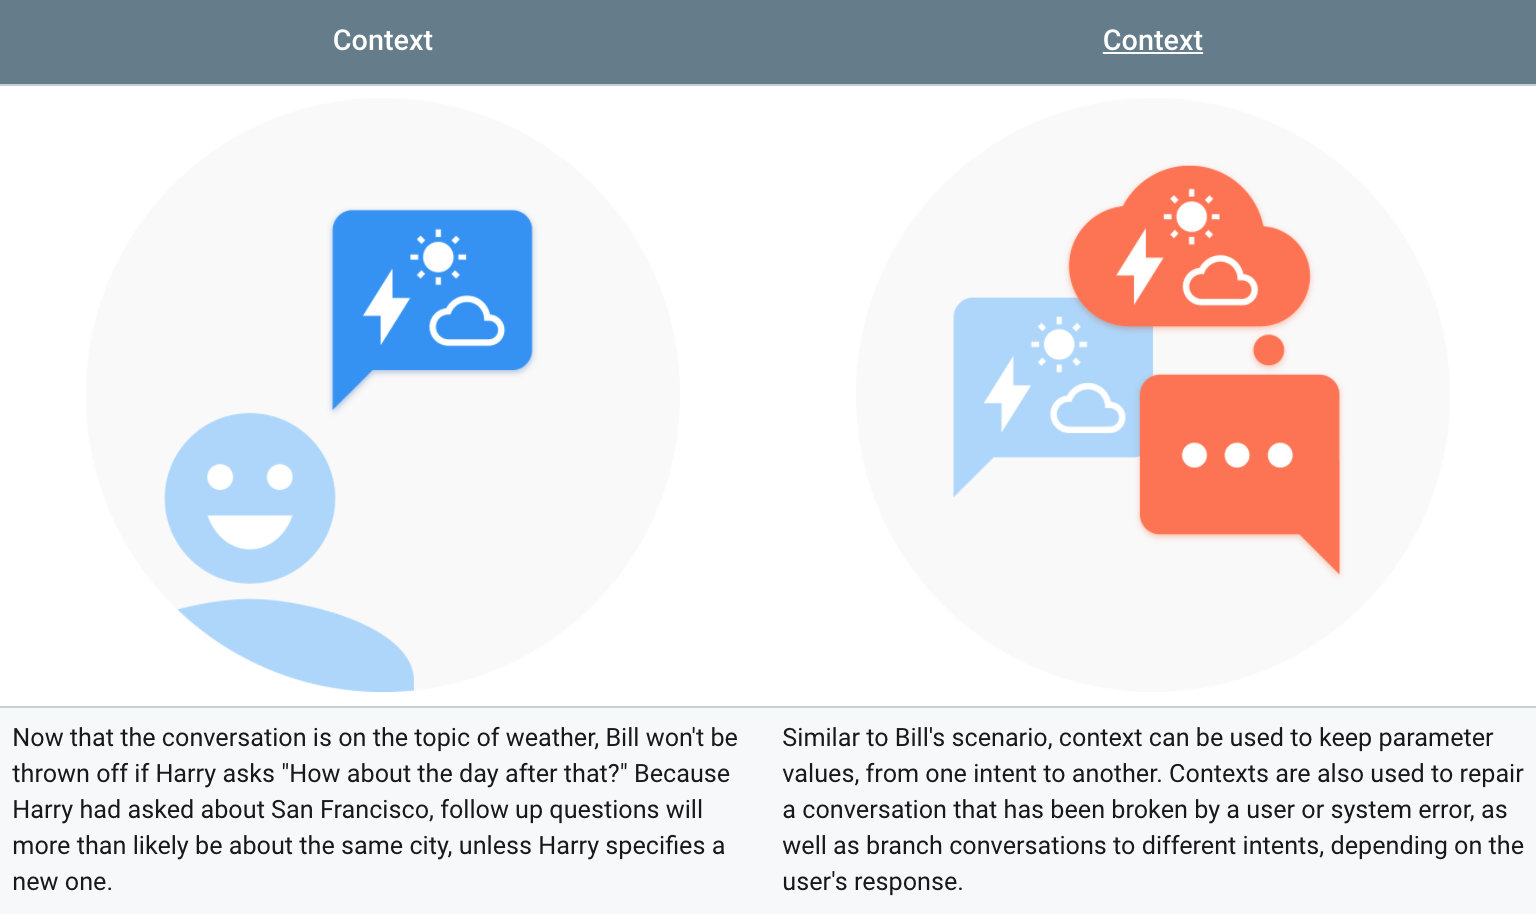 Context
Context
Now that the conversation is on the topic of weather, Bill won't be
thrown off if Harry asks "How about the day after that?" Because
Harry had asked about San Francisco, follow up questions will
more than likely be about the same city, unless Harry specifies a
new one.
Similar to Bill's scenario, context can be used to keep parameter
values, from one intent to another. Contexts are also used to repair
a conversation that has been broken by a user or system error, as
well as branch conversations to different intents, depending on the
user's response.